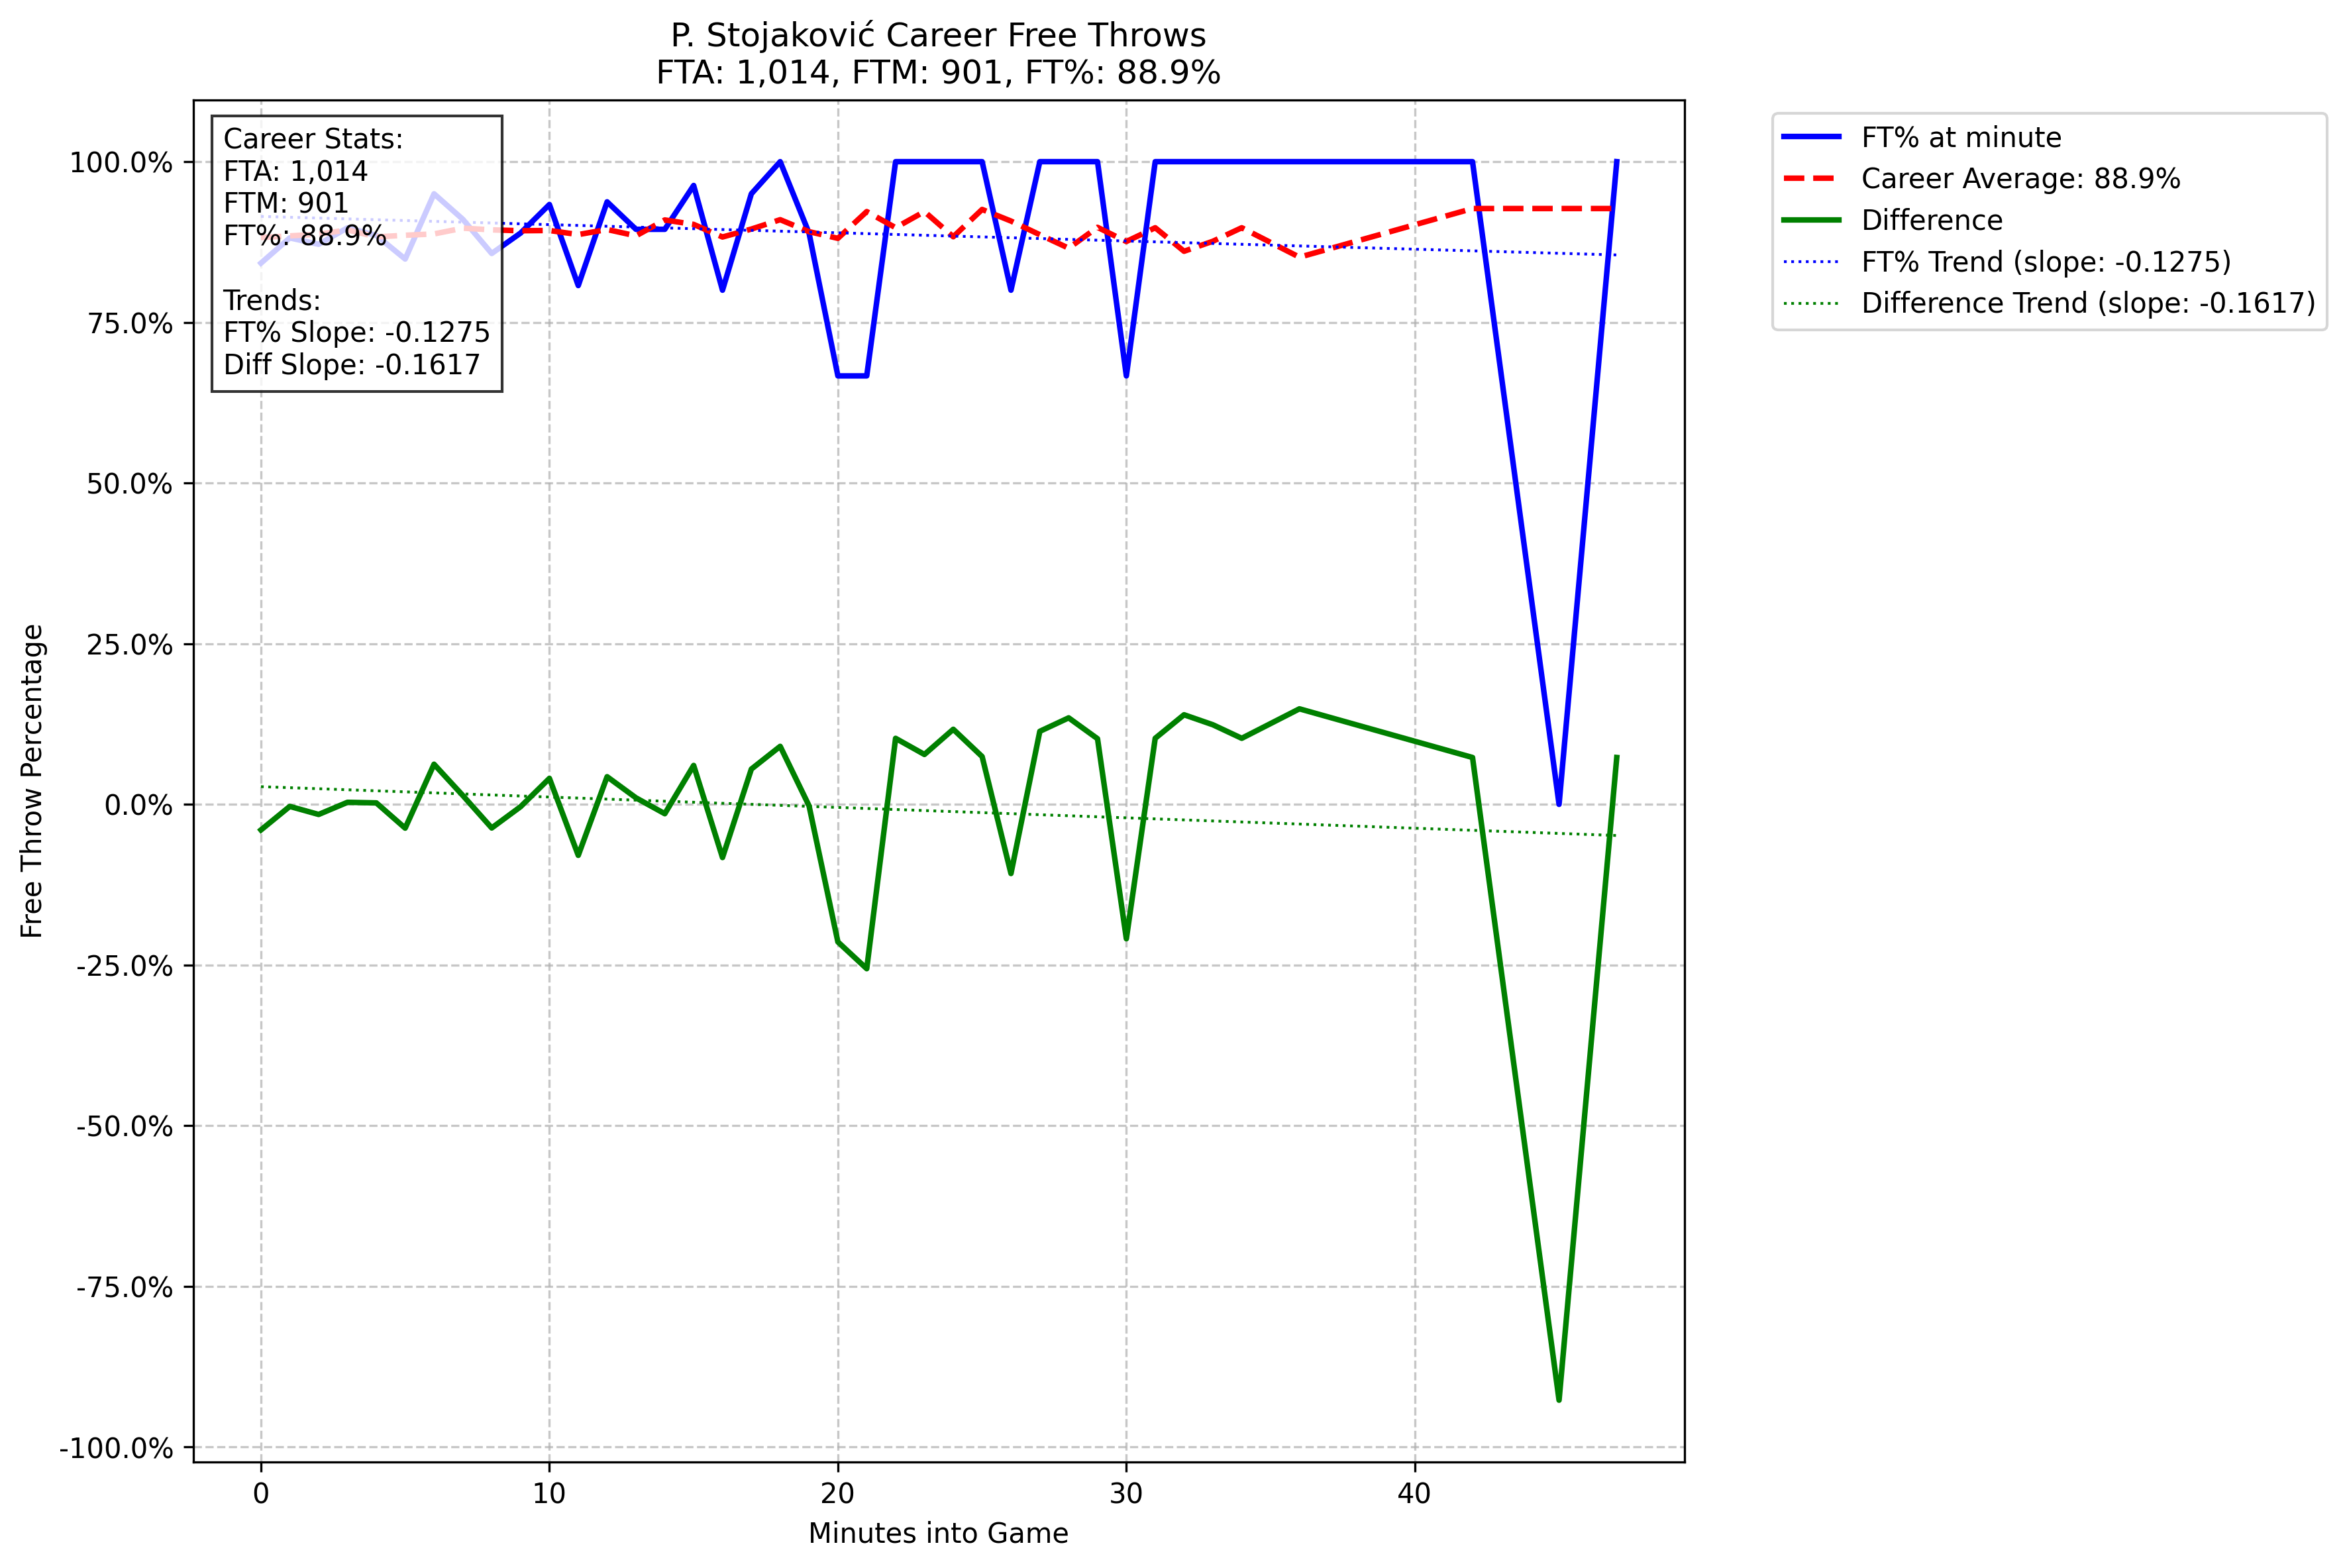 P. Stojaković Career Free Throws
FTA: 1,014, FTM: 901, FT%: 88.9%
Career Stats:
FTA: 1,014
FTM: 901
FT%: 88.9%
Trends:
FT% Slope: -0.1275
Diff Slope: -0.1617
FT% at minute
Career Average: 88.9%
Difference
FT% Trend (slope: -0.1275)
Difference Trend (slope: -0.1617)
Free Throw Percentage
100.0%
75.0%
50.0%
25.0%
0.0%
-25.0%
-50.0%
-75.0%
-100.0%
0 10 20 30 40
Minutes into Game